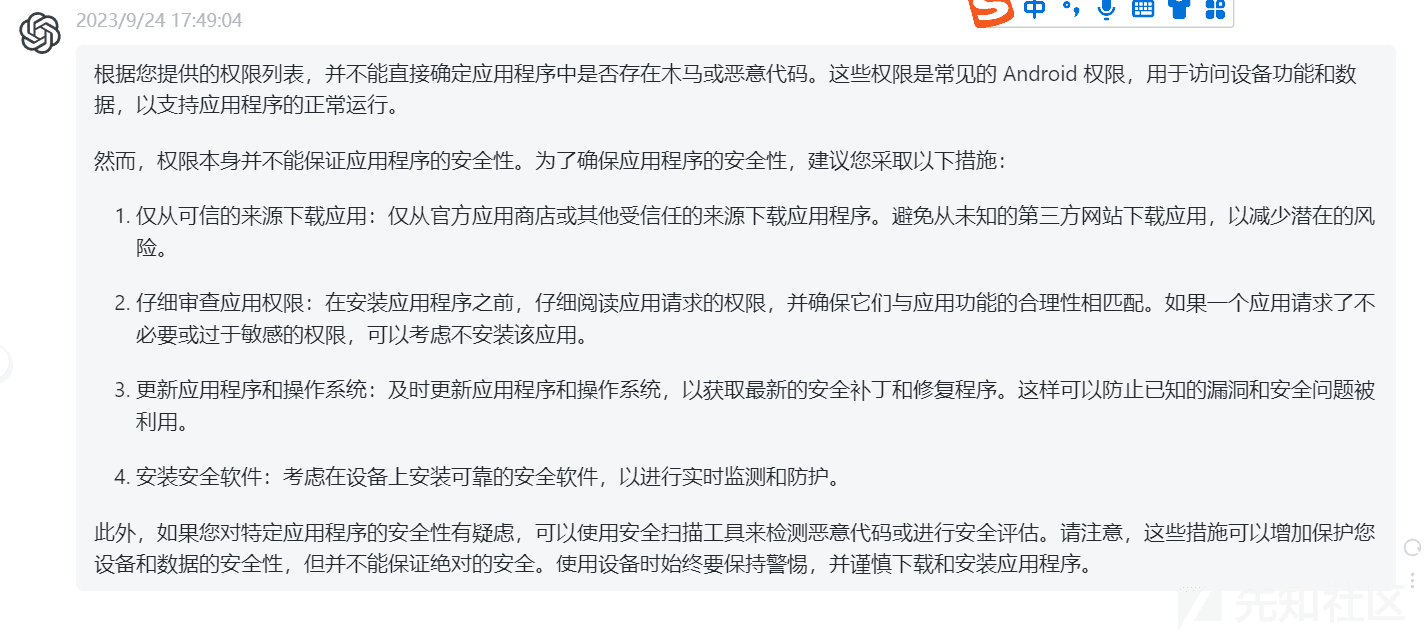 2023/9/24 17:49:04
中
根据您提供的权限列表，并不能直接确定应用程序中是否存在木马或恶意代码。这些权限是常见的 Android 权限，用于访问设备功能和数
据，以支持应用程序的正常运行。
然而，权限本身并不能保证应用程序的安全性。为了确保应用程序的安全性，建议您采取以下措施：
1. 仅从可信的来源下载应用：仅从官方应用商店或其他受信任的来源下载应用程序。避免从未知的第三方网站下载应用，以减少潜在的风
险。
2. 仔细审查应用权限：在安装应用程序之前，仔细阅读应用请求的权限，并确保它们与应用功能的合理性相匹配。如果一个应用请求了不
必要或过于敏感的权限，可以考虑不安装该应用。
3. 更新应用程序和操作系统：及时更新应用程序和操作系统，以获取最新的安全补丁和修复程序。这样可以防止已知的漏洞和安全问题被
利用。
4. 安装安全软件：考虑在设备上安装可靠的安全软件，以进行实时监测和防护。
此外，如果您对特定应用程序的安全性有疑虑，可以使用安全扫描工具来检测恶意代码或进行安全评估。请注意，这些措施可以增加保护您
设备和数据的安全性，但并不能保证绝对的安全。使用设备时始终要保持警惕，并谨慎下载和安装应用程序。
先知社区